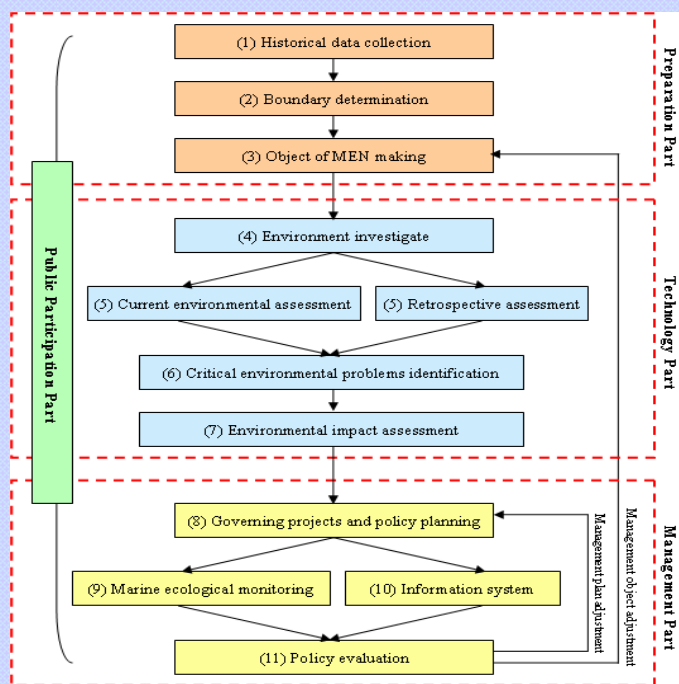 (1) Historical data collection
(2) Boundary determination
(3) Object of MEN making
Preparation Part
(4) Environment investigate
(5) Current environmental assessment
(5) Retrospective assessment
(6) Critical environmental problems identification
(7) Environmental impact assessment
Technology Part
(8) Governing projects and policy planning
(9) Marine ecological monitoring
(10) Information system
(11) Policy evaluation
Management plan adjustment
Management object adjustment
Management Part
Public Participation Part